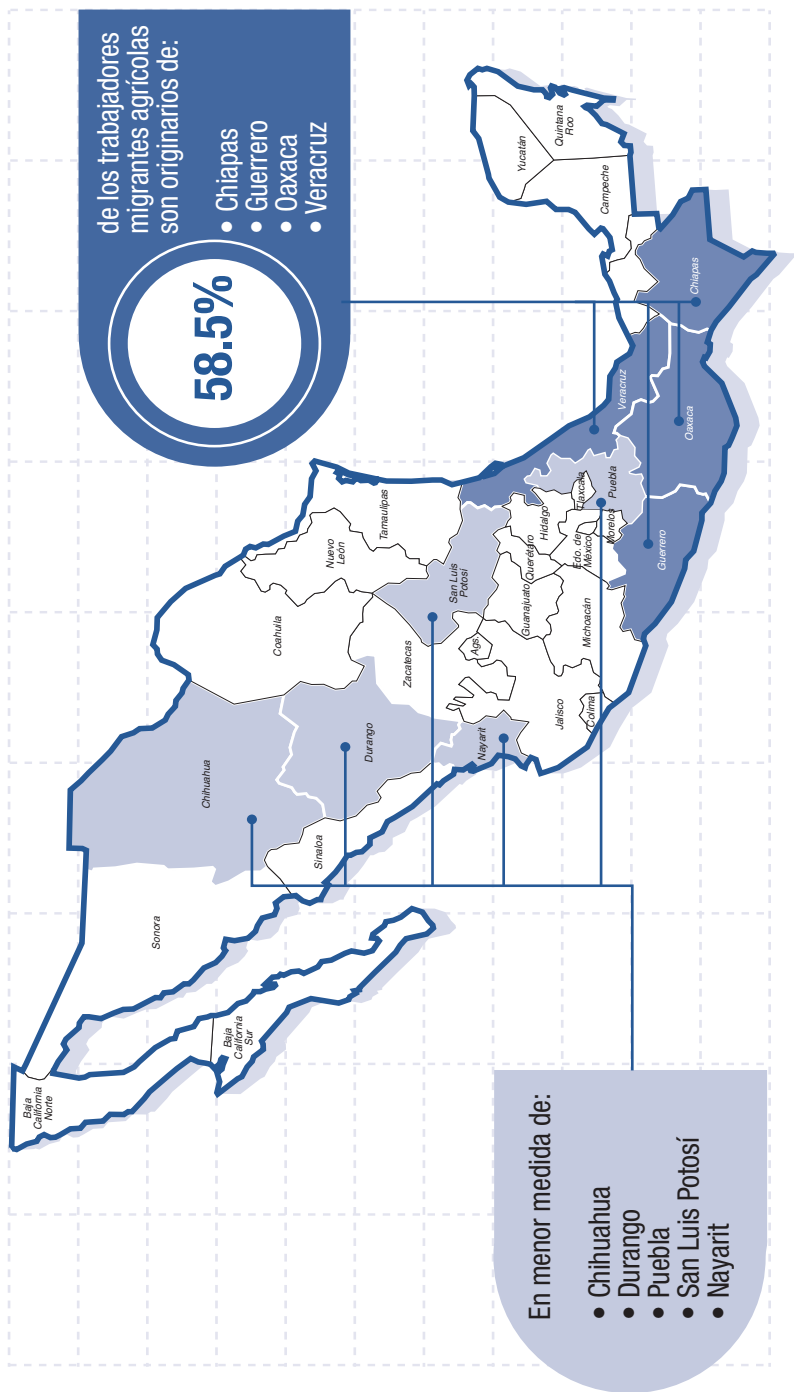 58.5%
de los trabajadores
migrantes agrícolas
son originarios de:
• Chiapas
• Guerrero
• Oaxaca
• Veracruz
Baja
California
Norte
Baja
California
Sur
Sonora
Chihuahua
Coahuila
Nuevo
León
Tamaulipas
Sinaloa
Durango
Zacatecas
San Luis
Potosí
Nayarit
Ags.
Jalisco
Colima
Guanajuato
Querétaro
Hidalgo
Michoacán
Edo. de
México
Morelos
Tlaxcala
Puebla
Veracruz
Guerrero
Oaxaca
Chiapas
Campeche
Yucatán
Quintana
Roo
En menor medida de:
• Chihuahua
• Durango
• Puebla
• San Luis Potosí
• Nayarit